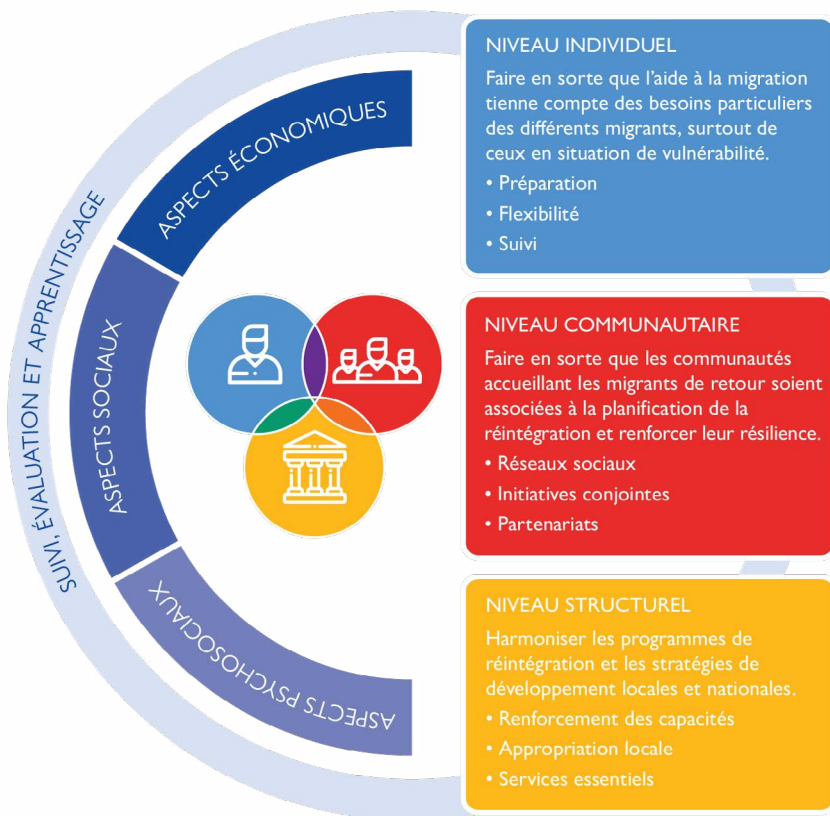 SUIVI, ÉVALUATION ET APPRENTISSAGE
ASPECTS ÉCONOMIQUES
ASPECTS SOCIAUX
ASPECTS PSYCHOSOCIAUX
NIVEAU INDIVIDUEL
Faire en sorte que l’aide à la migration
tienne compte des besoins particuliers
des différents migrants, surtout de
ceux en situation de vulnérabilité.
• Préparation
• Flexibilité
• Suivi
NIVEAU COMMUNAUTAIRE
Faire en sorte que les communautés
accueillant les migrants de retour soient
associées à la planification de la
réintégration et renforcer leur résilience.
• Réseaux sociaux
• Initiatives conjointes
• Partenariats
NIVEAU STRUCTUREL
Harmoniser les programmes de
réintégration et les stratégies de
développement locales et nationales.
• Renforcement des capacités
• Appropriation locale
• Services essentiels